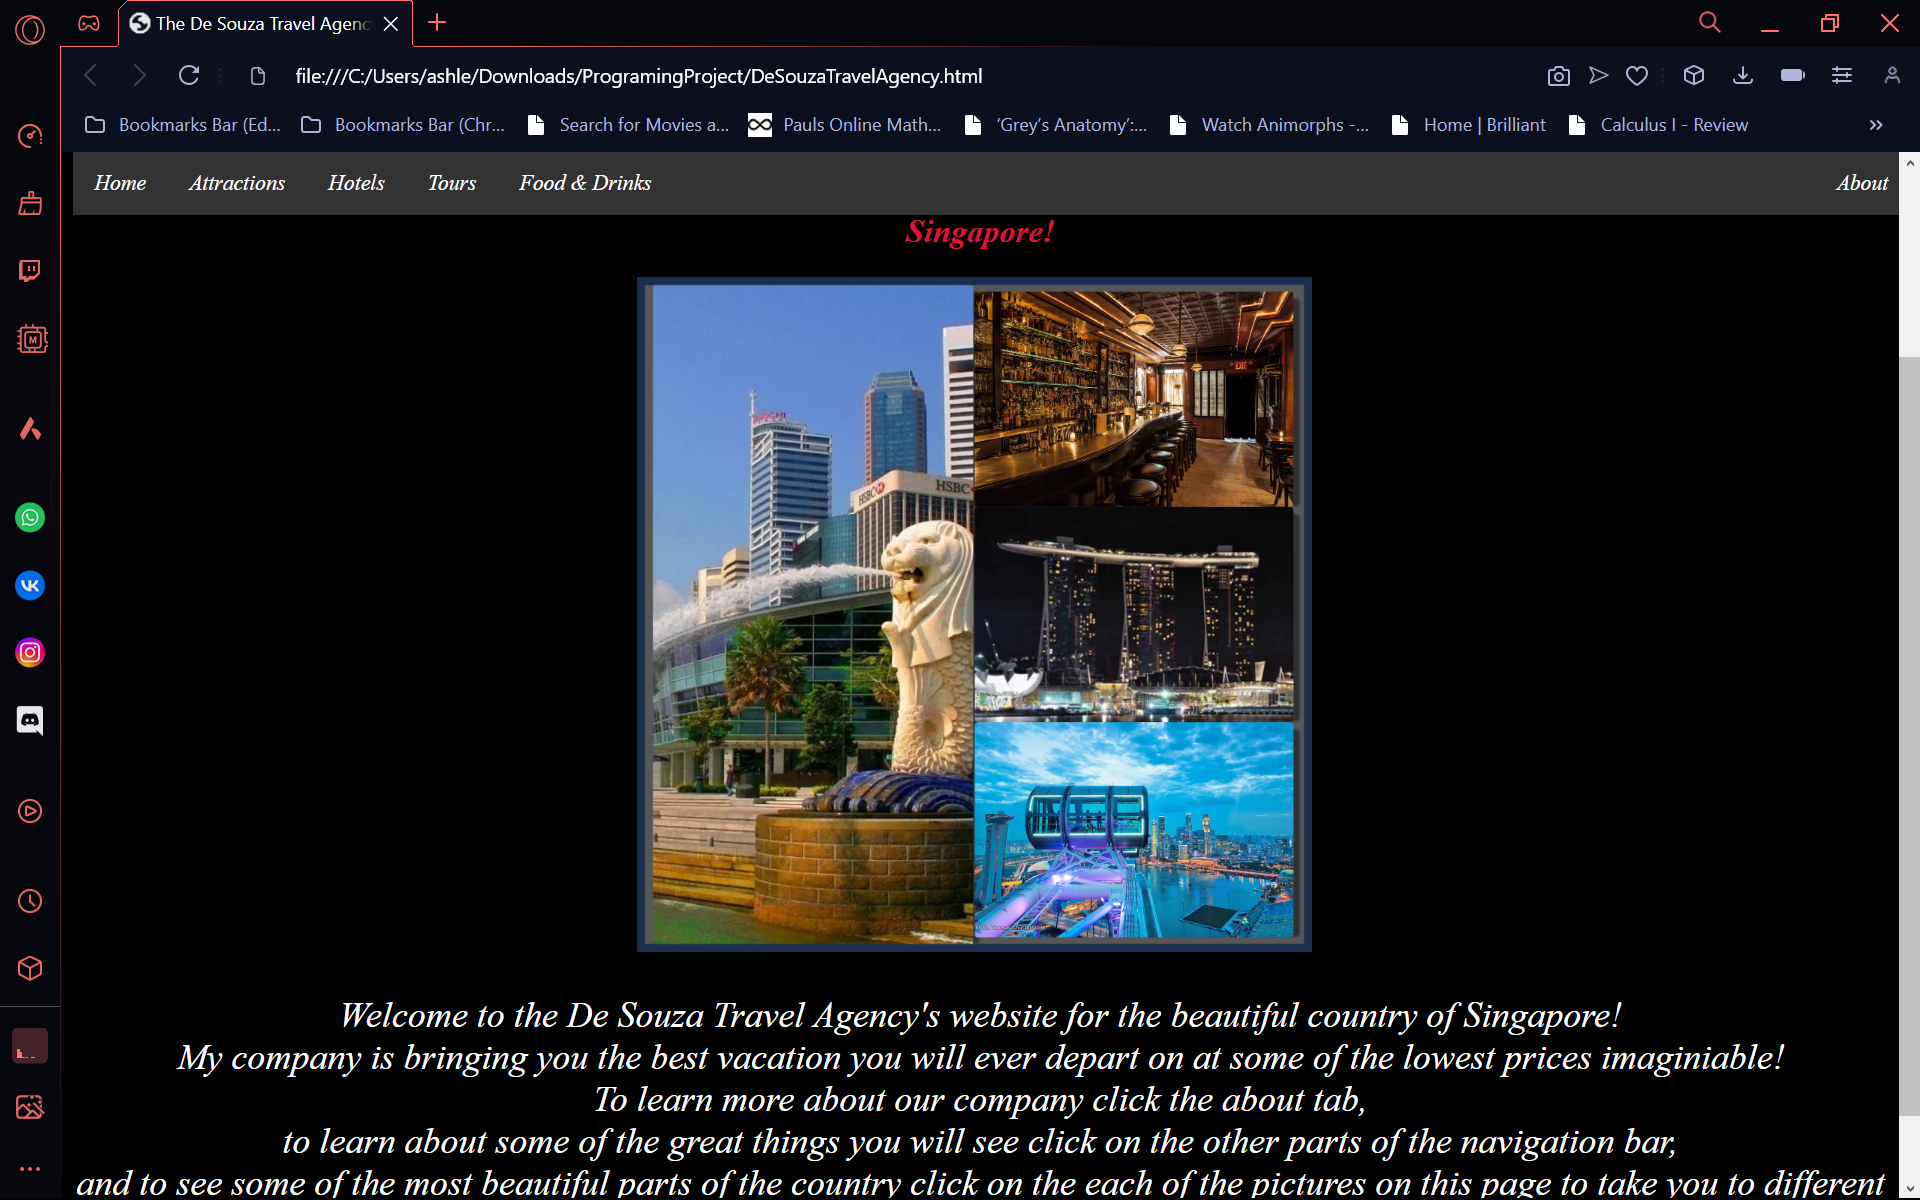 The De Souza Travel Agenc
file:///C:/Users/ashle/Downloads/ProgramingProject/DeSouzaTravelAgency.html
Bookmarks Bar (Ed... Bookmarks Bar (Chr... Search for Movies a... Pauls Online Math... 'Grey's Anatomy':... Watch Animorphs -... Home | Brilliant Calculus I - Review
Home Attractions Hotels Tours Food & Drinks About
Singapore!
EXIT
HSBC HSBC
Welcome to the De Souza Travel Agency's website for the beautiful country of Singapore!
My company is bringing you the best vacation you will ever depart on at some of the lowest prices imaginiable!
To learn more about our company click the about tab,
to learn about some of the great things you will see click on the other parts of the navigation bar,
and to see some of the most beautiful parts of the country click on the each of the pictures on this page to take you to different